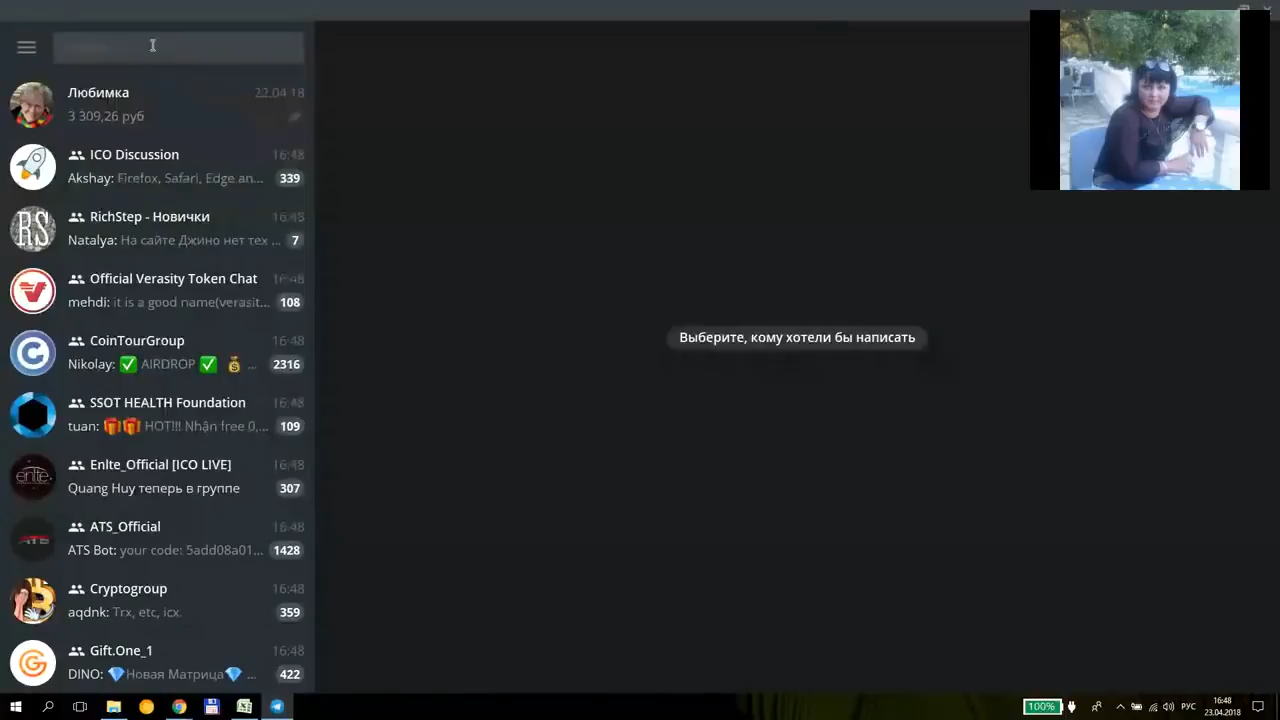 Любимка 22.04.18
3 309,26 руб
ICO Discussion 16:48
Akshay: Firefox, Safari, Edge an... 339
RichStep - Новички 16:48
Natalya: На сайте Джино нет тех ... 7
Official Verasity Token Chat 16:48
mehdi: it is a good name(verasit... 108
CoinTourGroup 16:48
Nikolay: ✅ AIRDROP ✅ 💰 ... 2316
SSOT HEALTH Foundation 16:48
tuan: 🎁🎁 HOT!!! Nhận free 0,... 109
Enlte_Official [ICO LIVE] 16:48
Quang Huy теперь в группе 307
ATS_Official 16:48
ATS Bot: your code: 5add08a01... 1428
Cryptogroup 16:48
aqdnk: Trx, etc, icx. 359
Gift.One_1 16:48
DINO: 💎Новая Матрица💎 ... 422
RS
enlte
ATS
Выберите, кому хотели бы написать
100% РУС 16:48
23.04.2018